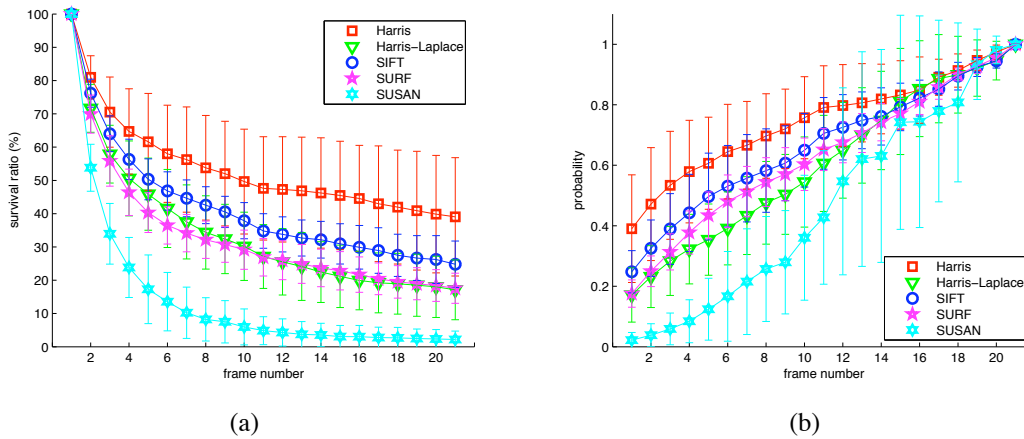 100
90
80
70
60
50
40
30
20
10
0
2 4 6 8 10 12 14 16 18 20
survival ratio (%)
frame number
Harris
Harris−Laplace
SIFT
SURF
SUSAN
(a)
1
0.8
0.6
0.4
0.2
0
2 4 6 8 10 12 14 16 18 20
probability
frame number
Harris
Harris−Laplace
SIFT
SURF
SUSAN
(b)